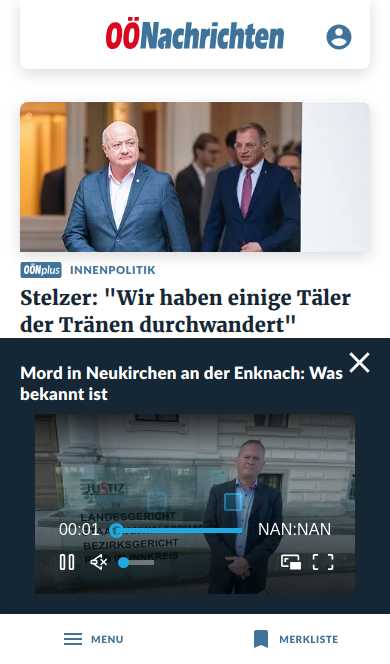 OÖNachrichten
OÖNplus INNENPOLITIK
Stelzer: "Wir haben einige Täler
der Tränen durchwandert"
Mord in Neukirchen an der Enknach: Was
bekannt ist
JUSTIZ
LANDESGERICHT
00:01
NAN:NAN
BEZIRKSGERICHT
MENU
MERKLISTE